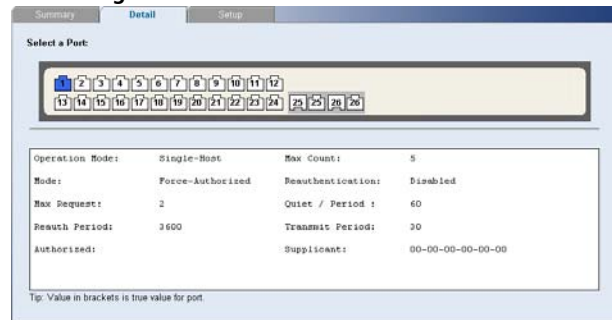 Summary Detail Setup
Select a Port:
1 2 3 4 5 6 7 8 9 10 11 12
13 14 15 16 17 18 19 20 21 22 23 24 25 25 26 26
Operation Mode: Single-Host Max Count: 5
Mode: Force-Authorized Reauthentication: Disabled
Max Request: 2 Quiet / Period : 60
Reauth Period: 3600 Transmit Period: 30
Authorized: Supplicant: 00-00-00-00-00-00
Tip: Value in brackets is true value for port.